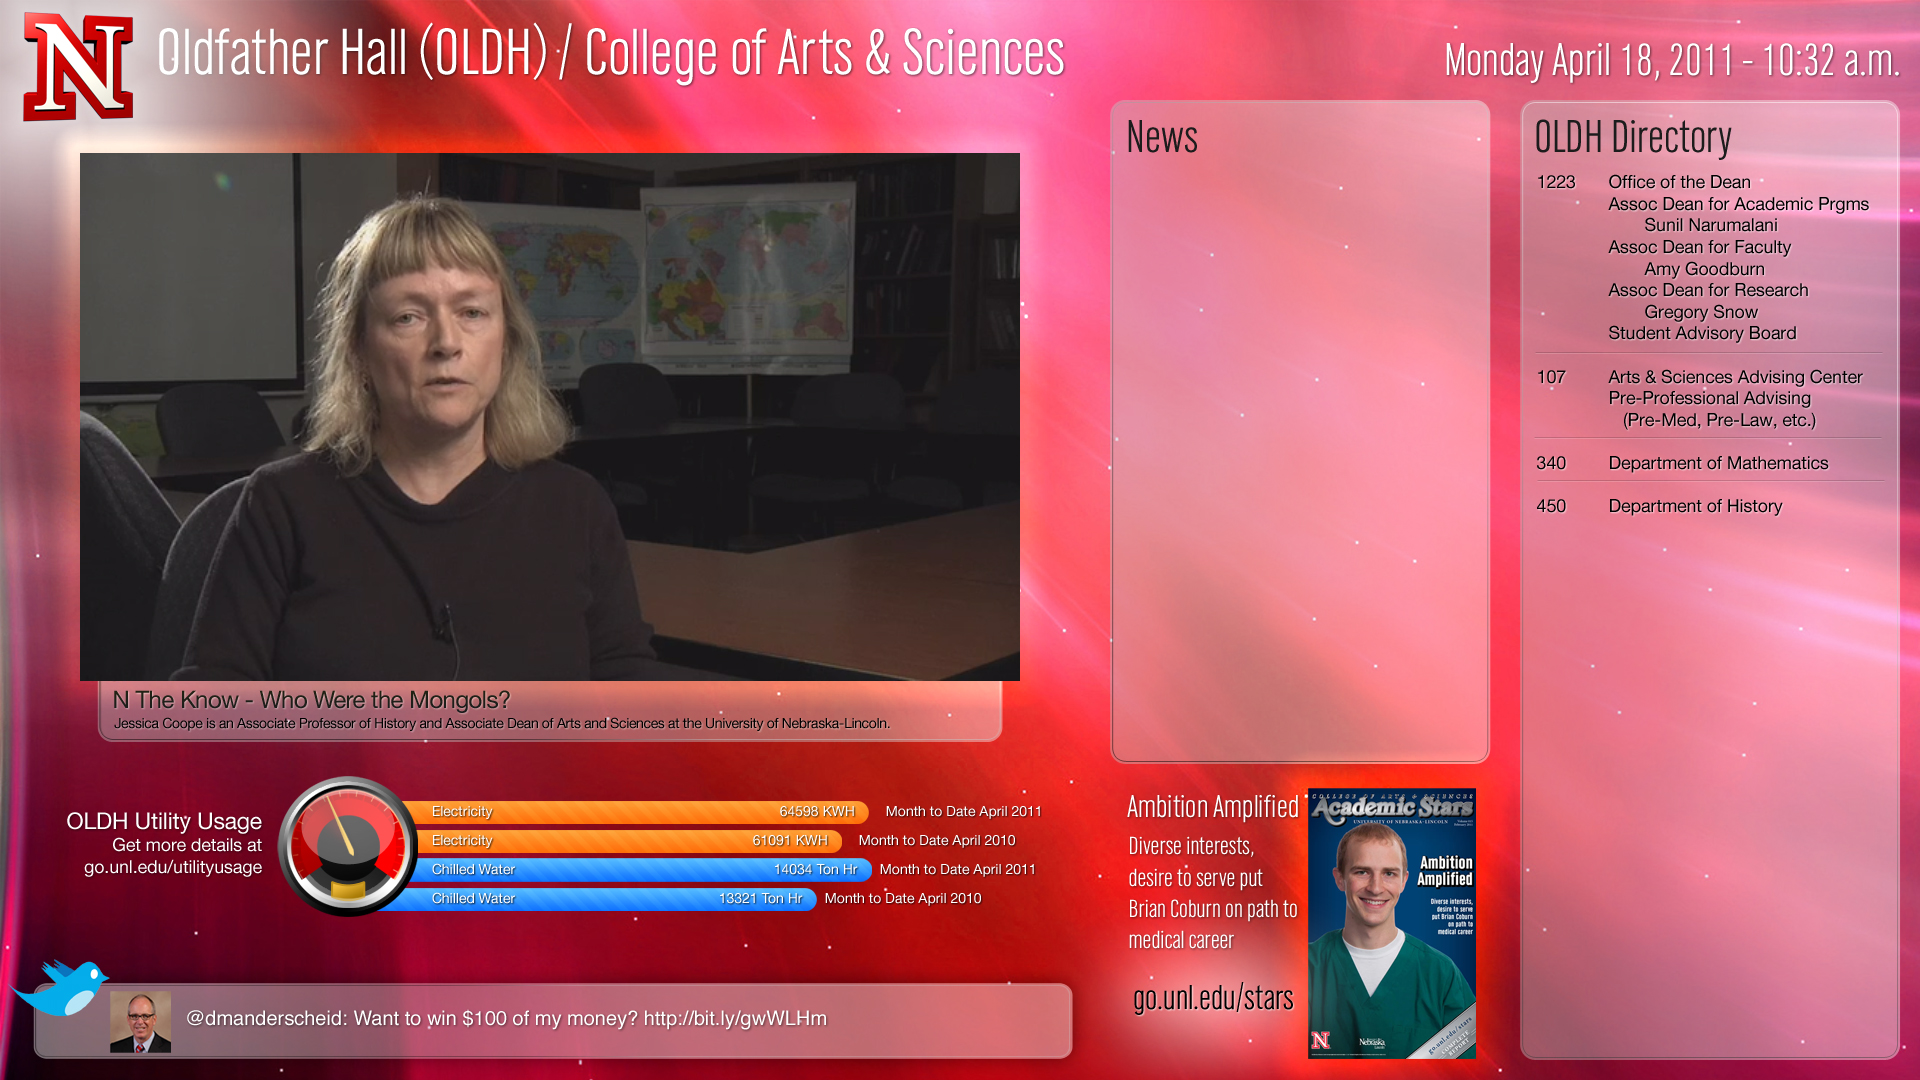 N Oldfather Hall (OLDH) / College of Arts & Sciences
Monday April 18, 2011 - 10:32 a.m.
N The Know - Who Were the Mongols?
Jessica Coope is an Associate Professor of History and Associate Dean of Arts and Sciences at the University of Nebraska-Lincoln.
OLDH Utility Usage
Get more details at
go.unl.edu/utilityusage
Electricity 64598 KWH Month to Date April 2011
Electricity 61091 KWH Month to Date April 2010
Chilled Water 14034 Ton Hr Month to Date April 2011
Chilled Water 13321 Ton Hr Month to Date April 2010
@dmanderscheid: Want to win $100 of my money? http://bit.ly/gwWLHm
News
Ambition Amplified
Diverse interests,
desire to serve put
Brian Coburn on path to
medical career
go.unl.edu/stars
COLLEGE OF ARTS & SCIENCES
Academic Stars
UNIVERSITY OF NEBRASKA-LINCOLN
Ambition
Amplified
Diverse interests,
desire to serve
put Brian Coburn
on path to
medical career
N
Nebraska
Lincoln
go.unl.edu/stars
COMPLETE
REPORT
OLDH Directory
1223 Office of the Dean
Assoc Dean for Academic Prgms
Sunil Narumalani
Assoc Dean for Faculty
Amy Goodburn
Assoc Dean for Research
Gregory Snow
Student Advisory Board
107 Arts & Sciences Advising Center
Pre-Professional Advising
(Pre-Med, Pre-Law, etc.)
340 Department of Mathematics
450 Department of History